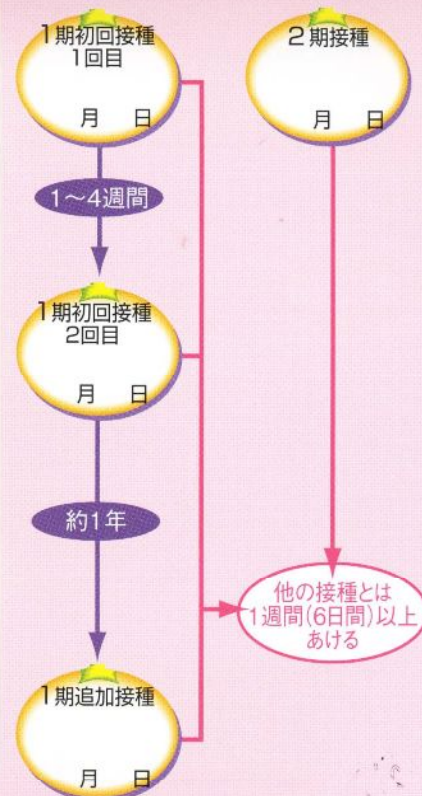 1期初回接種
1回目
月 日
1～4週間
1期初回接種
2回目
月 日
約1年
1期追加接種
月 日
2期接種
月 日
他の接種とは
1週間(6日間)以上
あける